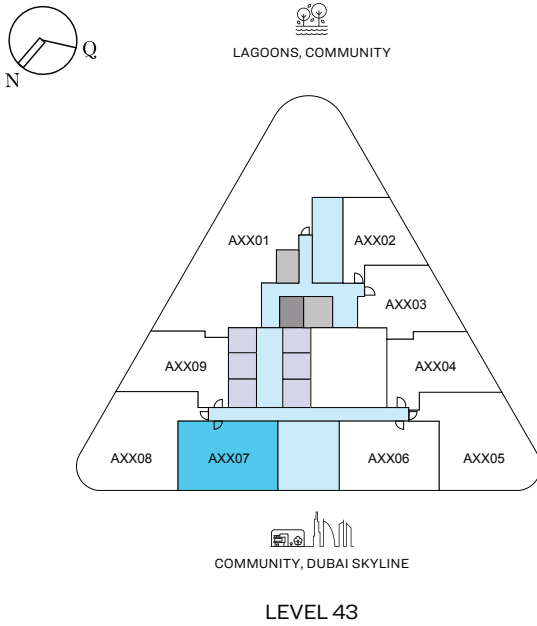 Q
N
LAGOONS, COMMUNITY
AXX01
AXX02
AXX03
AXX09
AXX04
AXX08
AXX07
AXX06
AXX05
COMMUNITY, DUBAI SKYLINE
LEVEL 43